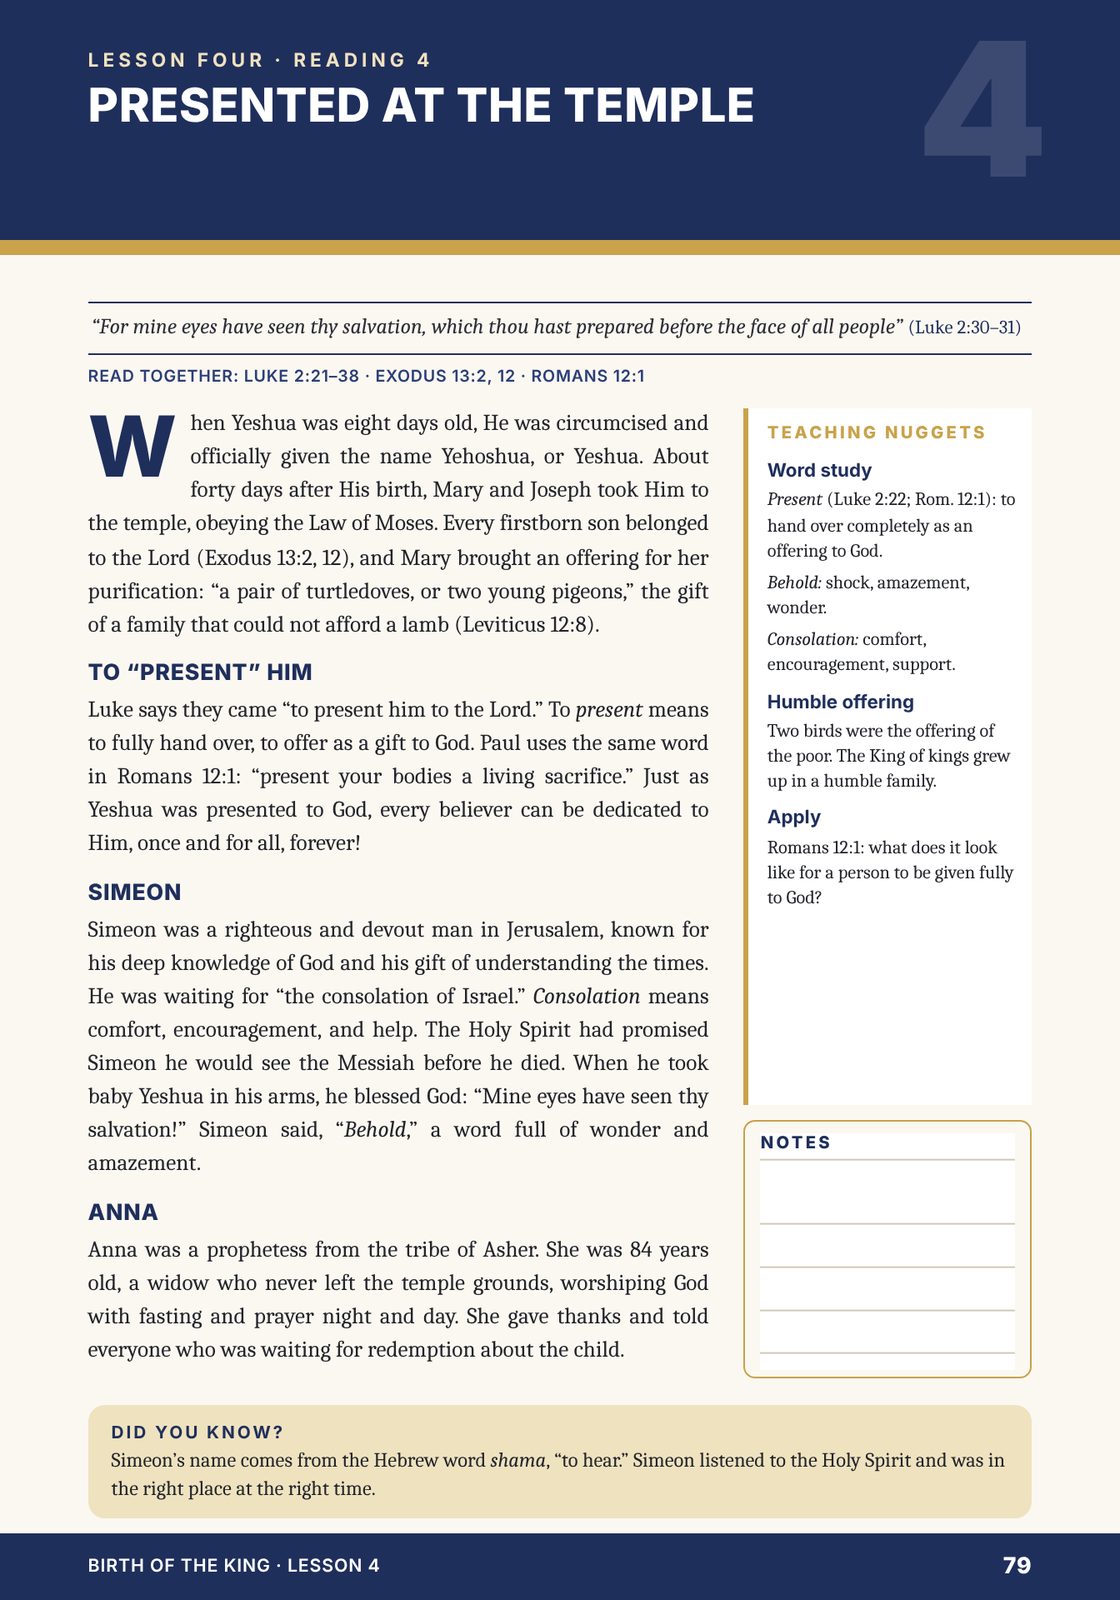 LESSON FOUR · READING 4
PRESENTED AT THE TEMPLE
4
“For mine eyes have seen thy salvation, which thou hast prepared before the face of all people” (Luke 2:30–31)
READ TOGETHER: LUKE 2:21–38 · EXODUS 13:2, 12 · ROMANS 12:1
When Yeshua was eight days old, He was circumcised and
officially given the name Yehoshua, or Yeshua. About
forty days after His birth, Mary and Joseph took Him to
the temple, obeying the Law of Moses. Every firstborn son belonged
to the Lord (Exodus 13:2, 12), and Mary brought an offering for her
purification: “a pair of turtledoves, or two young pigeons,” the gift
of a family that could not afford a lamb (Leviticus 12:8).
TO “PRESENT” HIM
Luke says they came “to present him to the Lord.” To present means
to fully hand over, to offer as a gift to God. Paul uses the same word
in Romans 12:1: “present your bodies a living sacrifice.” Just as
Yeshua was presented to God, every believer can be dedicated to
Him, once and for all, forever!
SIMEON
Simeon was a righteous and devout man in Jerusalem, known for
his deep knowledge of God and his gift of understanding the times.
He was waiting for “the consolation of Israel.” Consolation means
comfort, encouragement, and help. The Holy Spirit had promised
Simeon he would see the Messiah before he died. When he took
baby Yeshua in his arms, he blessed God: “Mine eyes have seen thy
salvation!” Simeon said, “Behold,” a word full of wonder and
amazement.
ANNA
Anna was a prophetess from the tribe of Asher. She was 84 years
old, a widow who never left the temple grounds, worshiping God
with fasting and prayer night and day. She gave thanks and told
everyone who was waiting for redemption about the child.
TEACHING NUGGETS
Word study
Present (Luke 2:22; Rom. 12:1): to
hand over completely as an
offering to God.
Behold: shock, amazement,
wonder.
Consolation: comfort,
encouragement, support.
Humble offering
Two birds were the offering of
the poor. The King of kings grew
up in a humble family.
Apply
Romans 12:1: what does it look
like for a person to be given fully
to God?
NOTES
DID YOU KNOW?
Simeon’s name comes from the Hebrew word shama, “to hear.” Simeon listened to the Holy Spirit and was in
the right place at the right time.
BIRTH OF THE KING · LESSON 4
79